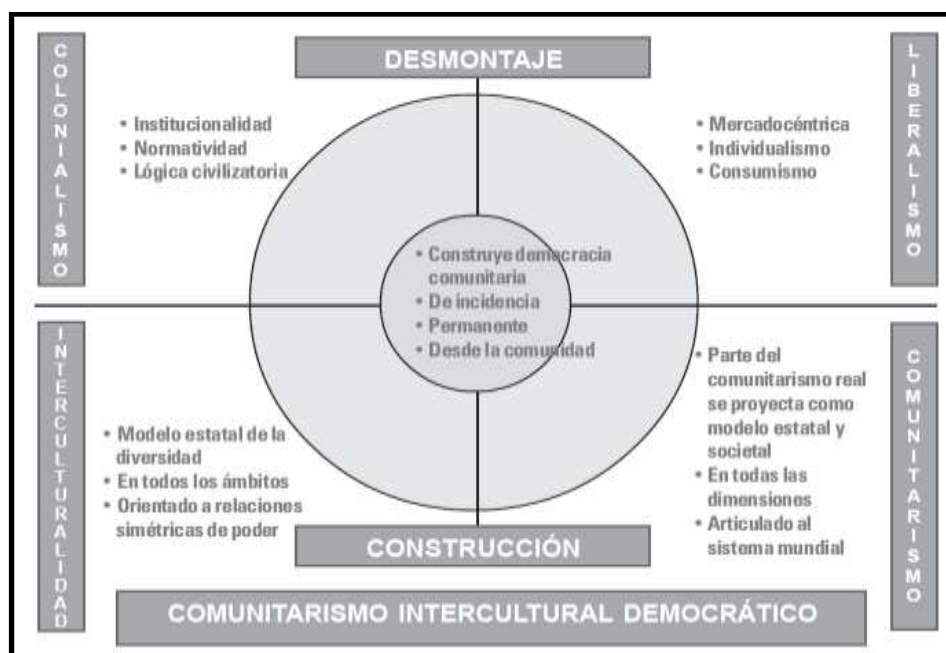 DESMONTAJE
COLONIALISMO
• Institucionalidad
• Normatividad
• Lógica civilizatoria
LIBERALISMO
• Mercadocéntrica
• Individualismo
• Consumismo
• Construye democracia
comunitaria
• De incidencia
• Permanente
• Desde la comunidad
INTERCULTURALIDAD
• Modelo estatal de la
diversidad
• En todos los ámbitos
• Orientado a relaciones
simétricas de poder
COMUNITARISMO
• Parte del
comunitarismo real
se proyecta como
modelo estatal y
societal
• En todas las
dimensiones
• Articulado al
sistema mundial
CONSTRUCCIÓN
COMUNITARISMO INTERCULTURAL DEMOCRÁTICO